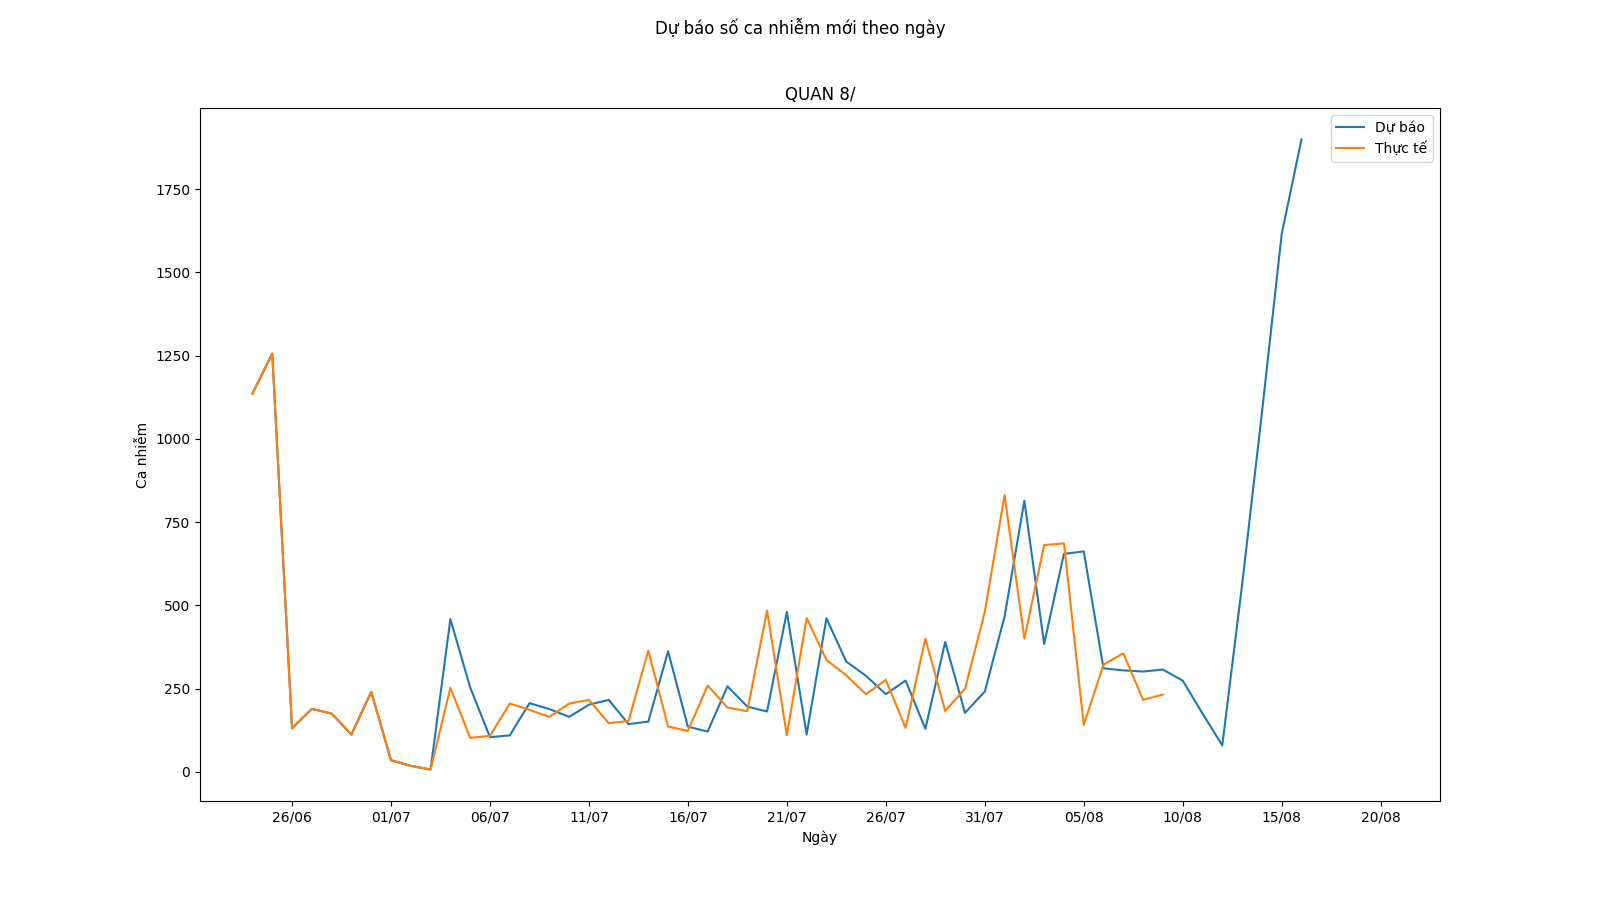 Dự báo số ca nhiễm mới theo ngày
QUAN 8/
Dự báo
Thực tế
1750
1500
1250
1000
750
500
250
0
Ca nhiễm
26/06 01/07 06/07 11/07 16/07 21/07 26/07 31/07 05/08 10/08 15/08 20/08
Ngày